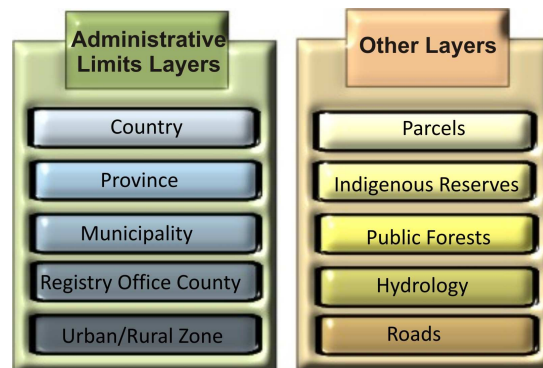 Administrative
Limits Layers
Country
Province
Municipality
Registry Office County
Urban/Rural Zone
Other Layers
Parcels
Indigenous Reserves
Public Forests
Hydrology
Roads